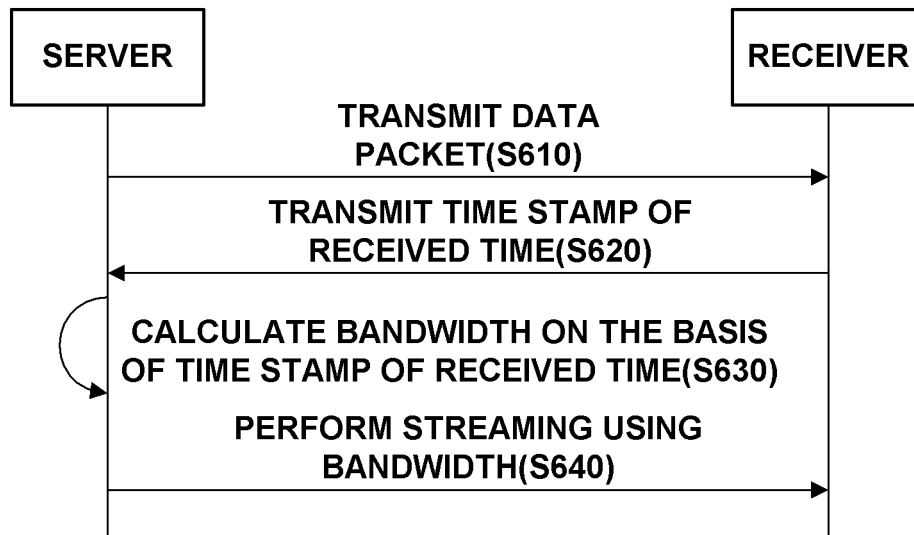 SERVER
RECEIVER
TRANSMIT DATA
PACKET(S610)
TRANSMIT TIME STAMP OF
RECEIVED TIME(S620)
CALCULATE BANDWIDTH ON THE BASIS
OF TIME STAMP OF RECEIVED TIME(S630)
PERFORM STREAMING USING
BANDWIDTH(S640)